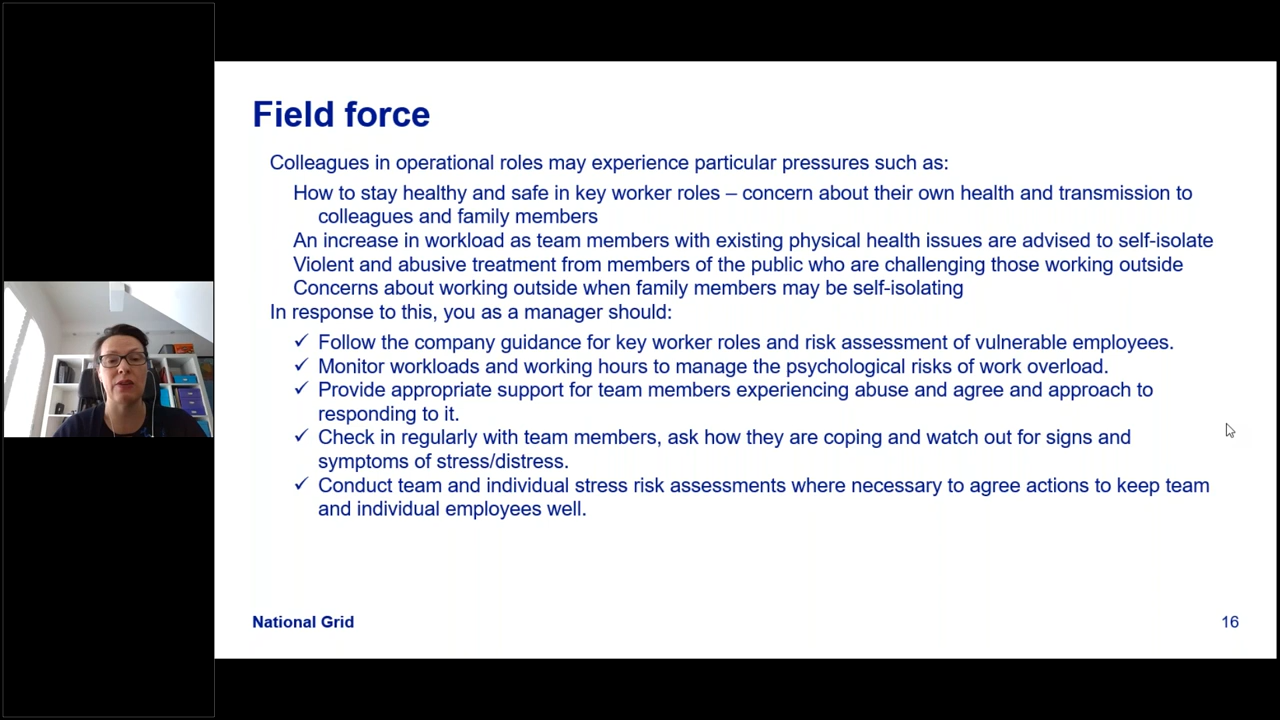 Field force
Colleagues in operational roles may experience particular pressures such as:
How to stay healthy and safe in key worker roles – concern about their own health and transmission to
colleagues and family members
An increase in workload as team members with existing physical health issues are advised to self-isolate
Violent and abusive treatment from members of the public who are challenging those working outside
Concerns about working outside when family members may be self-isolating
In response to this, you as a manager should:
✓ Follow the company guidance for key worker roles and risk assessment of vulnerable employees.
✓ Monitor workloads and working hours to manage the psychological risks of work overload.
✓ Provide appropriate support for team members experiencing abuse and agree and approach to
responding to it.
✓ Check in regularly with team members, ask how they are coping and watch out for signs and
symptoms of stress/distress.
✓ Conduct team and individual stress risk assessments where necessary to agree actions to keep team
and individual employees well.
National Grid
16